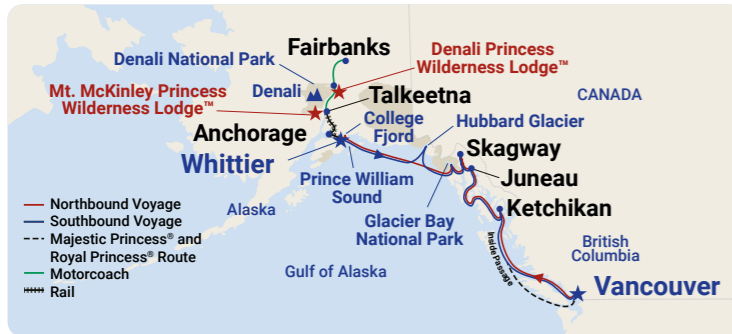 Fairbanks
Denali National Park
Denali Princess
Wilderness Lodge™
Mt. McKinley Princess
Wilderness Lodge™
Denali
Talkeetna
CANADA
College
Fjord
Hubbard Glacier
Anchorage
Whittier
Skagway
Prince William
Sound
Juneau
Glacier Bay
National Park
Ketchikan
Northbound Voyage
Southbound Voyage
Majestic Princess® and
Royal Princess® Route
Motorcoach
Rail
Alaska
Gulf of Alaska
Inside Passage
British
Columbia
Vancouver